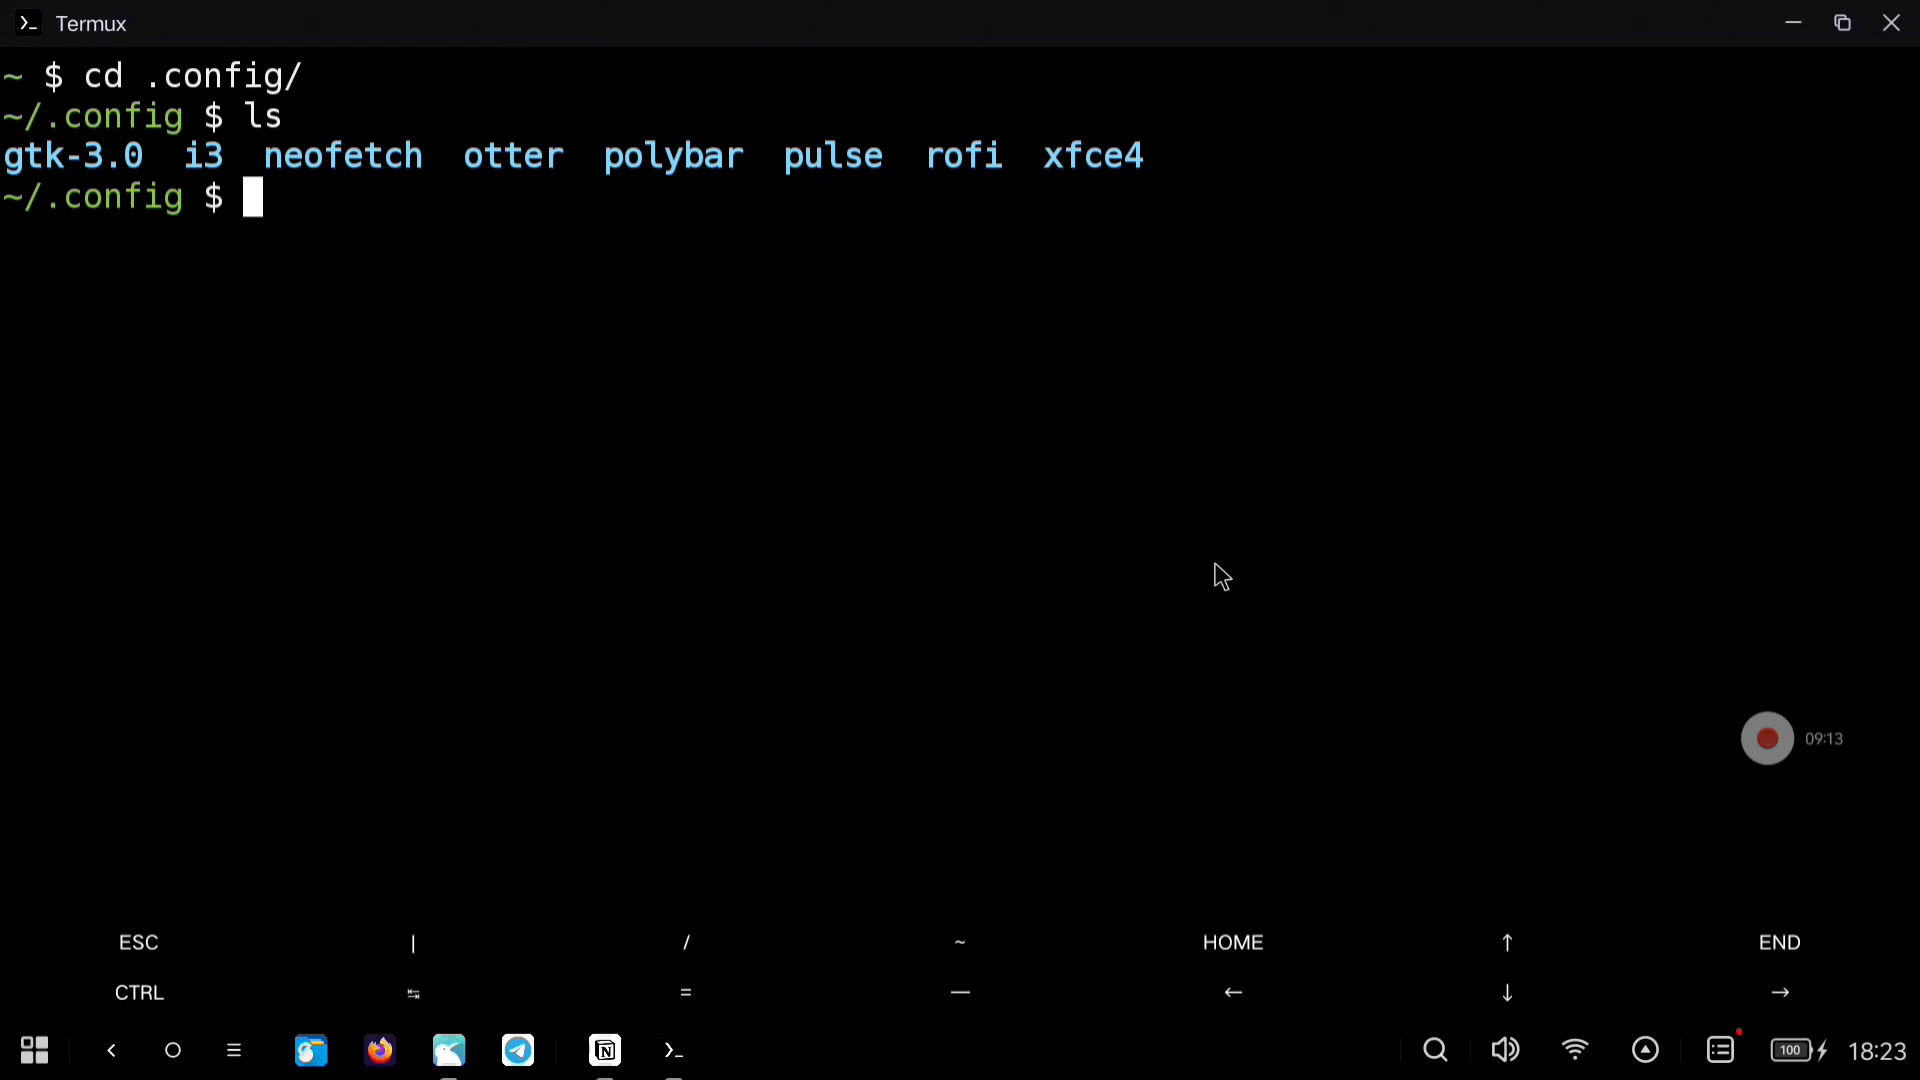 Termux
~ $ cd .config/
~/.config $ ls
gtk-3.0 i3 neofetch otter polybar pulse rofi xfce4
~/.config $
09:13
ESC | / ~ HOME ↑ END
CTRL ↹ = — ← ↓ →
100 18:23